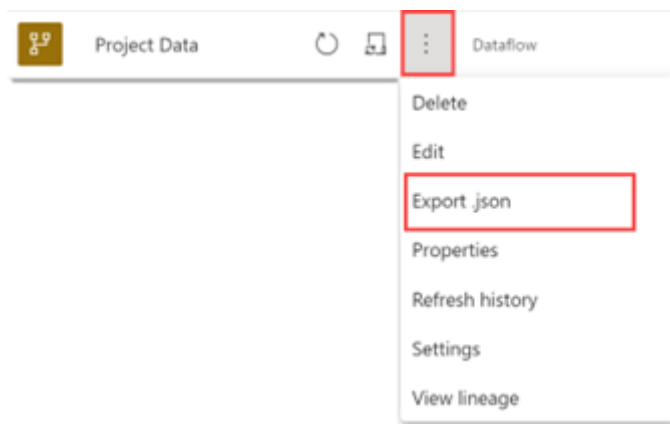 Project Data
Dataflow
Delete
Edit
Export .json
Properties
Refresh history
Settings
View lineage